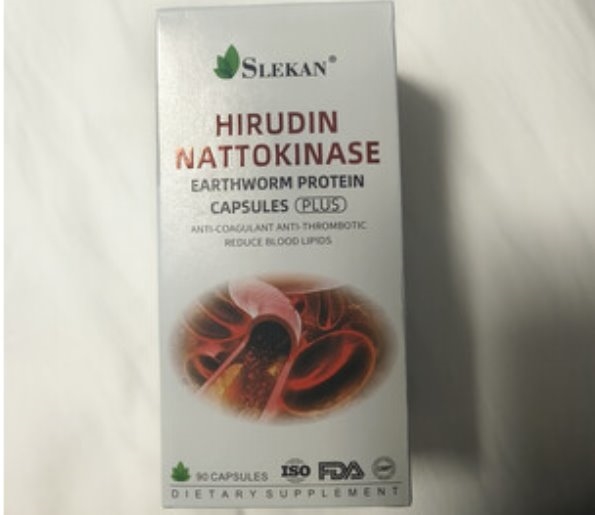 SLEKAN®
HIRUDIN
NATTOKINASE
EARTHWORM PROTEIN
CAPSULES PLUS
ANTI-COAGULANT ANTI-THROMBOTIC
REDUCE BLOOD LIPIDS
90 CAPSULES ISO FDA GMP
DIETARY SUPPLEMENT